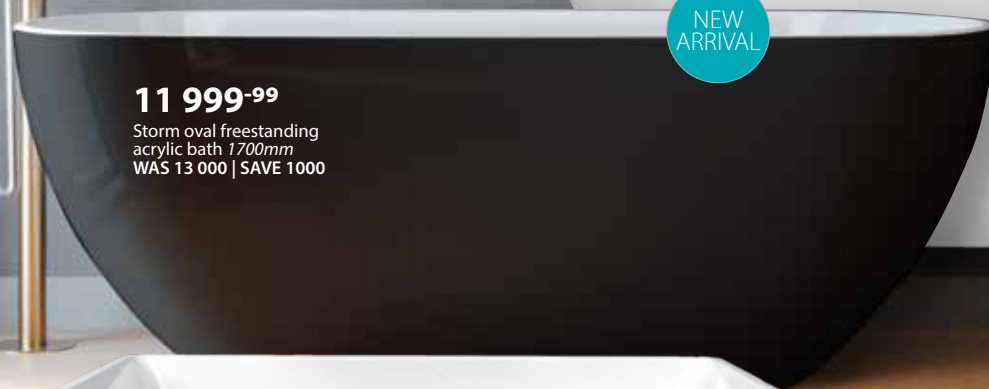 NEW
ARRIVAL
11 999-99
Storm oval freestanding
acrylic bath 1700mm
WAS 13 000 | SAVE 1000